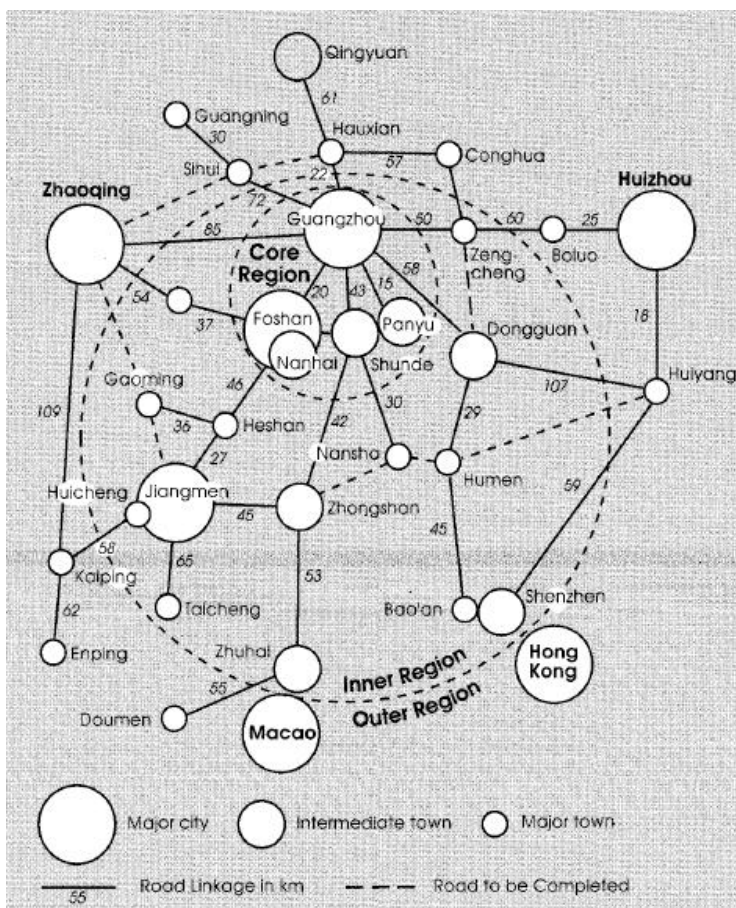 Qingyuan
61
Guangning
30
Hauxian
57
Conghua
Sihui
22
Zhaoqing
72
Huizhou
Guangzhou
50
60
25
85
Zeng-
cheng
Boluo
Core
Region
58
15
43
20
54
18
37
Foshan
Panyu
Dongguan
Nanhai
Shunde
Huiyang
Gaoming
46
107
30
109
29
36
Heshan
42
27
Nansha
Humen
Huicheng
Jiangmen
59
Zhongshan
45
45
58
65
Kaiping
53
62
Taicheng
Bao'an
Shenzhen
Enping
Zhuhai
Inner Region
Hong
Kong
55
Outer Region
Doumen
Macao
Major city
Intermediate town
Major town
Road Linkage in km
55
Road to be Completed